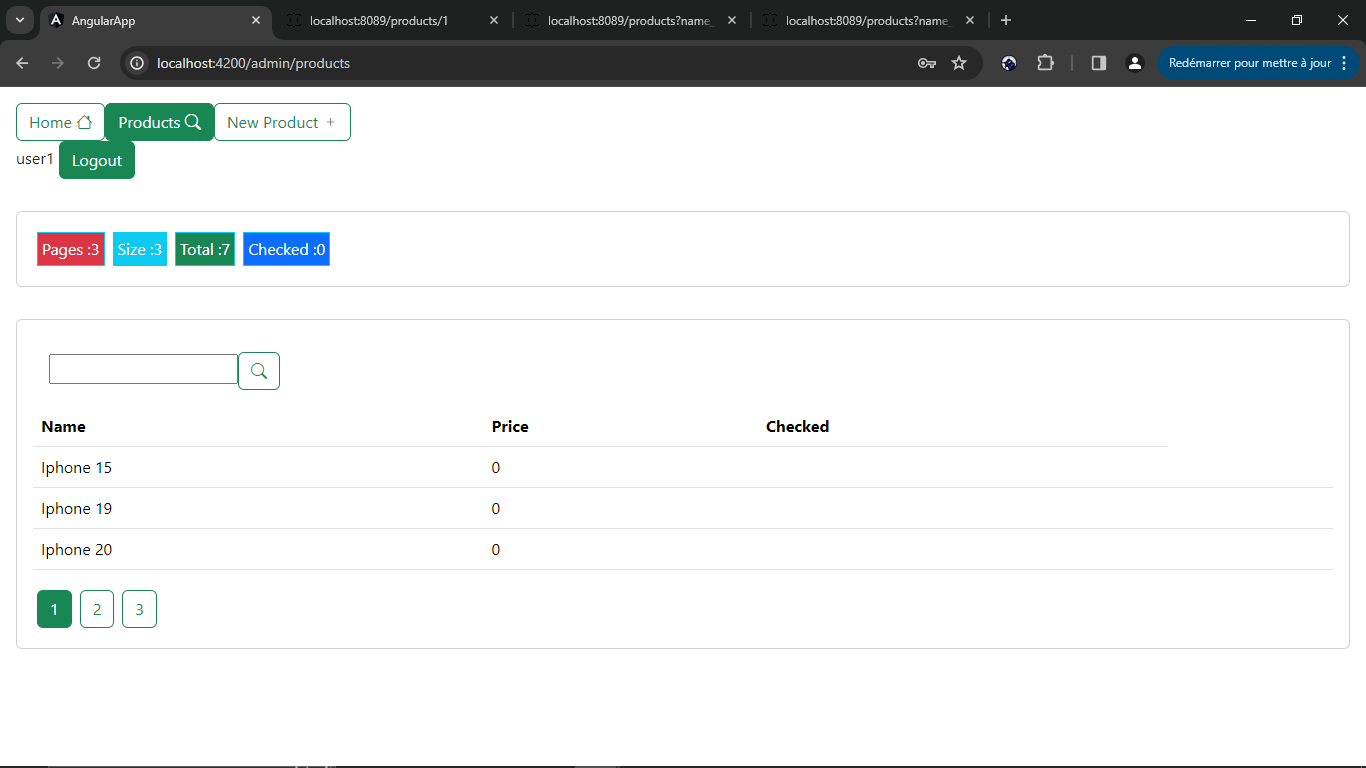 AngularApp
localhost:8089/products/1
localhost:8089/products?name_
localhost:8089/products?name_
localhost:4200/admin/products
Redémarrer pour mettre à jour
Home Products New Product +
user1 Logout
Pages :3 Size :3 Total :7 Checked :0
Name Price Checked
Iphone 15 0
Iphone 19 0
Iphone 20 0
1 2 3